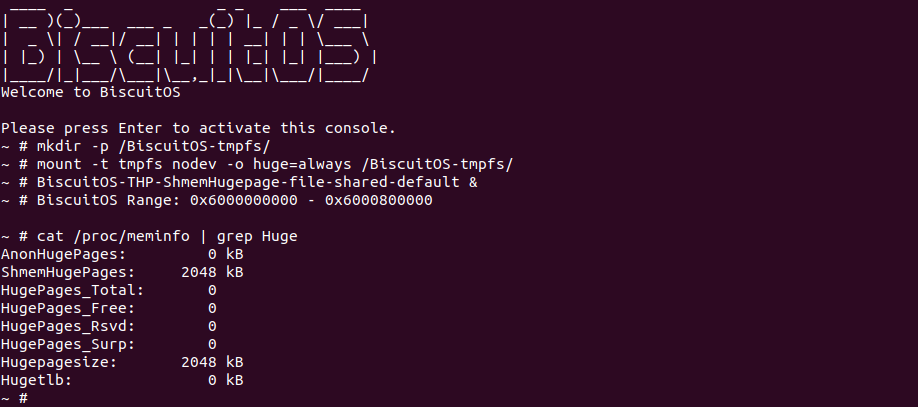 ____  _                _ _    ___  ____
| __ )(_)___  ___ _   _(_) |_ / _ \/ ___|
|  _ \| / __|/ __| | | | | __| | | \___ \
| |_) | \__ \ (__| |_| | | |_| |_| |___) |
|____/|_|___/\___|\__,_|_|\__|\___/|____/
Welcome to BiscuitOS

Please press Enter to activate this console.
~ # mkdir -p /BiscuitOS-tmpfs/
~ # mount -t tmpfs nodev -o huge=always /BiscuitOS-tmpfs/
~ # BiscuitOS-THP-ShmemHugepage-file-shared-default &
~ # BiscuitOS Range: 0x6000000000 - 0x6000800000

~ # cat /proc/meminfo | grep Huge
AnonHugePages:         0 kB
ShmemHugePages:     2048 kB
HugePages_Total:       0
HugePages_Free:        0
HugePages_Rsvd:        0
HugePages_Surp:        0
Hugepagesize:       2048 kB
Hugetlb:               0 kB
~ #